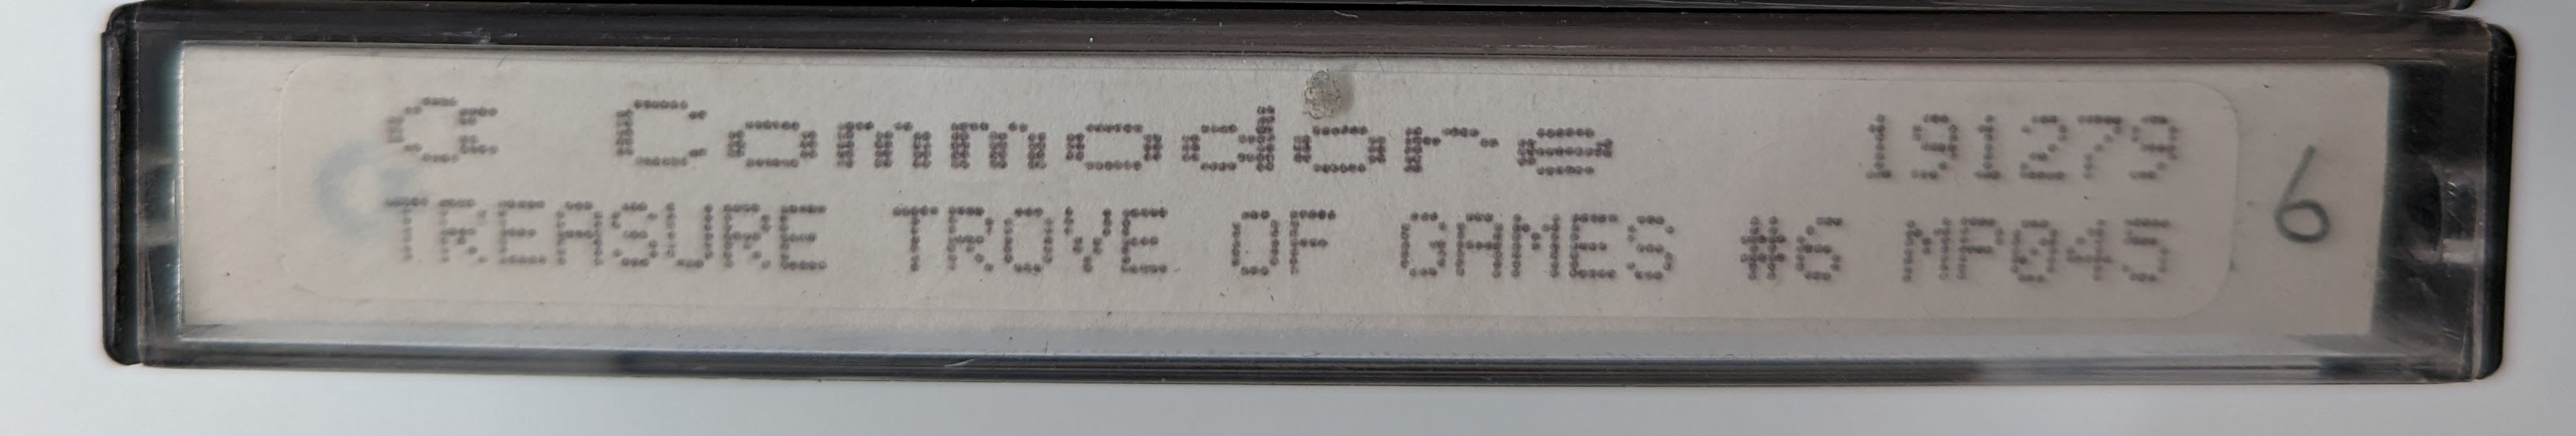 C= Commodore 191279
TREASURE TROVE OF GAMES #6 MP045
6